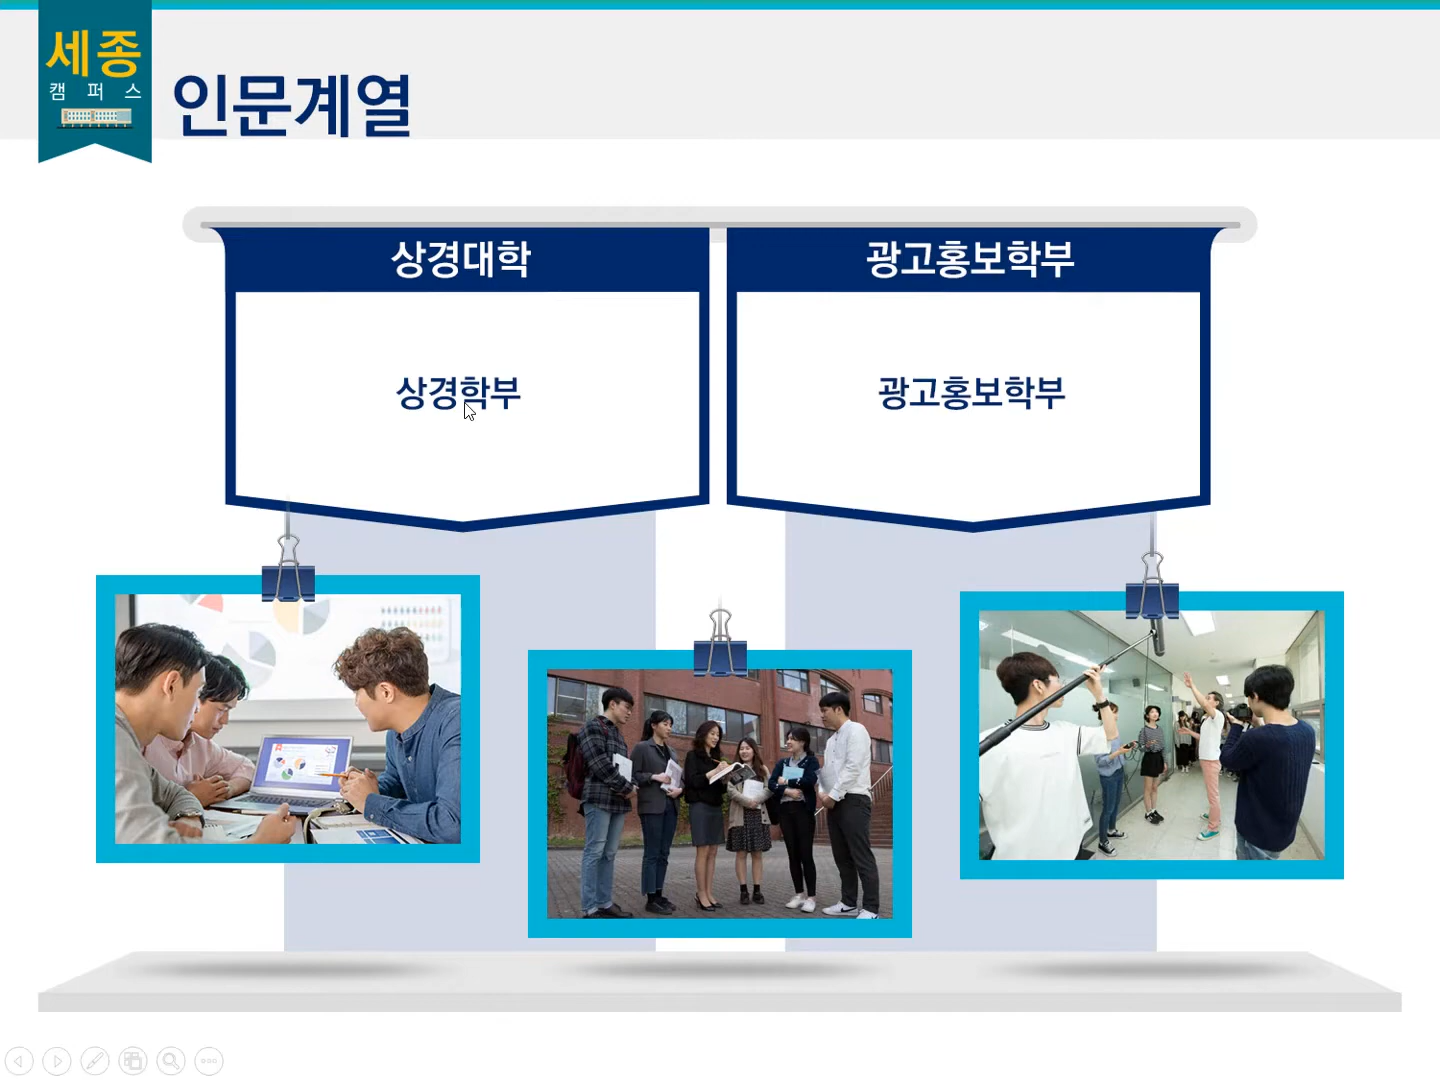 세종
캠퍼스
인문계열
상경대학
광고홍보학부
상경학부
광고홍보학부